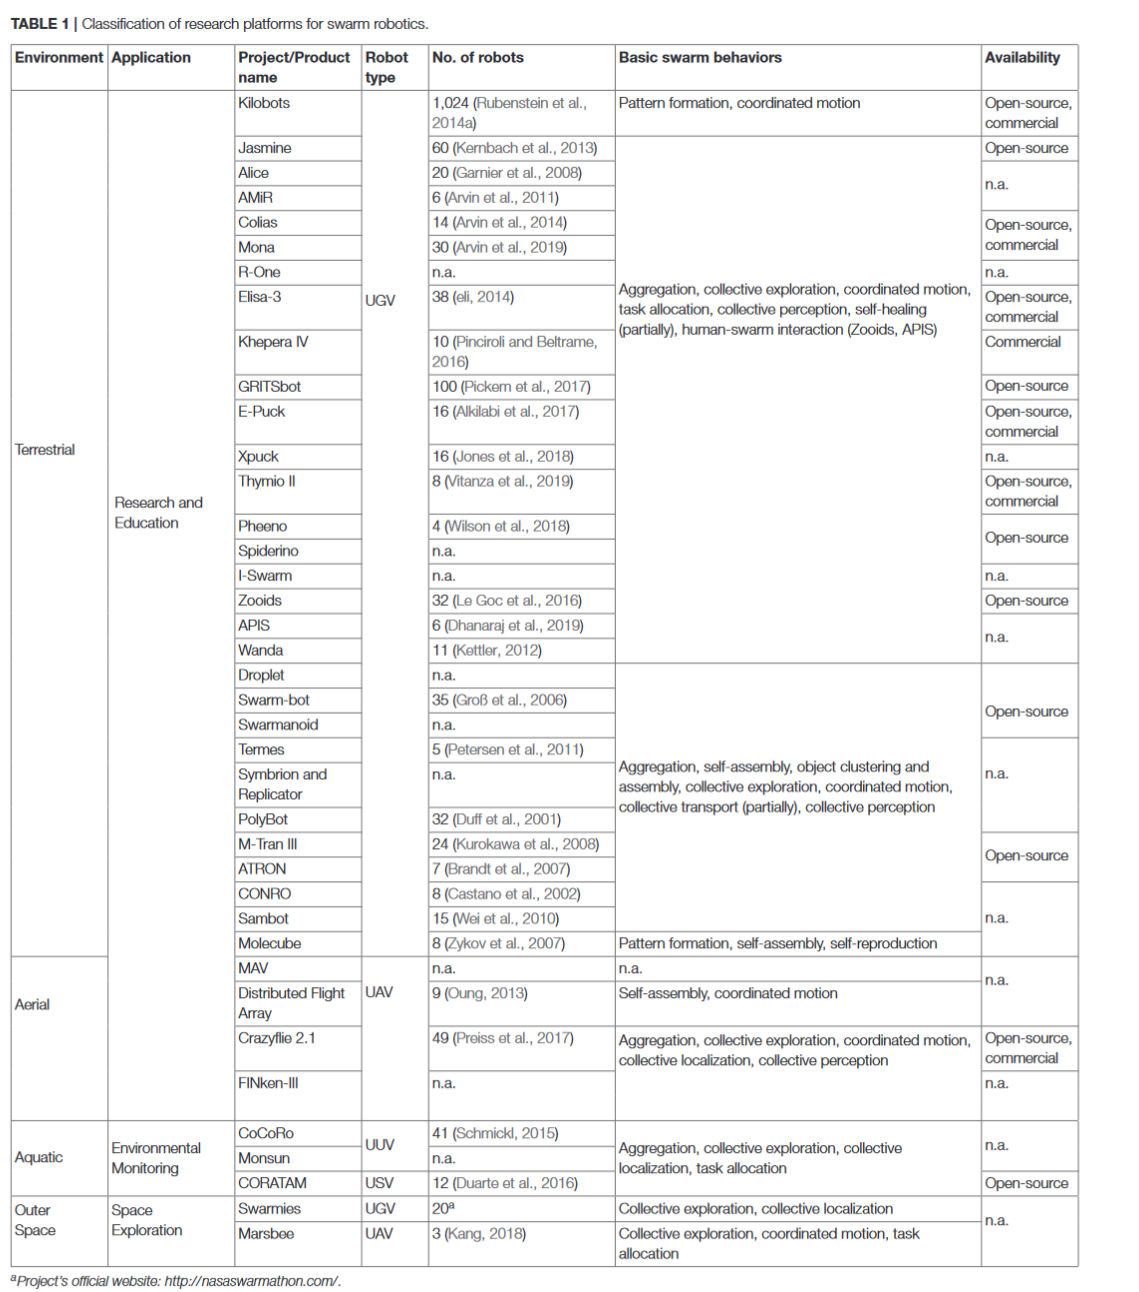 TABLE 1 | Classification of research platforms for swarm robotics.
Environment Application Project/Product name Robot type No. of robots Basic swarm behaviors Availability
Terrestrial
Research and Education
UGV
Kilobots 1,024 (Rubenstein et al., 2014a) Pattern formation, coordinated motion Open-source, commercial
Jasmine 60 (Kernbach et al., 2013) Open-source
Alice 20 (Garnier et al., 2008)
n.a.
AMiR 6 (Arvin et al., 2011)
Colias 14 (Arvin et al., 2014)
Open-source, commercial
Mona 30 (Arvin et al., 2019)
R-One n.a. n.a.
Aggregation, collective exploration, coordinated motion,
task allocation, collective perception, self-healing
(partially), human-swarm interaction (Zooids, APIS)
Elisa-3 38 (eli, 2014) Open-source, commercial
Khepera IV 10 (Pinciroli and Beltrame, 2016) Commercial
GRITSbot 100 (Pickem et al., 2017) Open-source
E-Puck 16 (Alkilabi et al., 2017) Open-source, commercial
Xpuck 16 (Jones et al., 2018) n.a.
Thymio II 8 (Vitanza et al., 2019) Open-source, commercial
Pheeno 4 (Wilson et al., 2018)
Open-source
Spiderino n.a.
I-Swarm n.a. n.a.
Zooids 32 (Le Goc et al., 2016) Open-source
APIS 6 (Dhanaraj et al., 2019)
n.a.
Wanda 11 (Kettler, 2012)
Droplet n.a.
Swarm-bot 35 (Groß et al., 2006)
Open-source
Swarmanoid n.a.
Termes 5 (Petersen et al., 2011)
Aggregation, self-assembly, object clustering and
assembly, collective exploration, coordinated motion,
collective transport (partially), collective perception
Symbrion and Replicator n.a. n.a.
PolyBot 32 (Duff et al., 2001)
M-Tran III 24 (Kurokawa et al., 2008)
Open-source
ATRON 7 (Brandt et al., 2007)
CONRO 8 (Castano et al., 2002)
Sambot 15 (Wei et al., 2010)
n.a.
Molecube 8 (Zykov et al., 2007) Pattern formation, self-assembly, self-reproduction
Aerial
UAV
MAV n.a. n.a.
n.a.
Distributed Flight Array 9 (Oung, 2013) Self-assembly, coordinated motion
Crazyflie 2.1 49 (Preiss et al., 2017) Aggregation, collective exploration, coordinated motion,
collective localization, collective perception
Open-source, commercial
FINken-III n.a. n.a.
Aquatic
Environmental Monitoring
CoCoRo UUV 41 (Schmickl, 2015) Aggregation, collective exploration, collective
localization, task allocation
n.a.
Monsun n.a.
CORATAM USV 12 (Duarte et al., 2016) Open-source
Outer Space
Space Exploration
Swarmies UGV 20ᵃ Collective exploration, collective localization
n.a.
Marsbee UAV 3 (Kang, 2018) Collective exploration, coordinated motion, task
allocation
ᵃProject's official website: http://nasaswarmathon.com/.